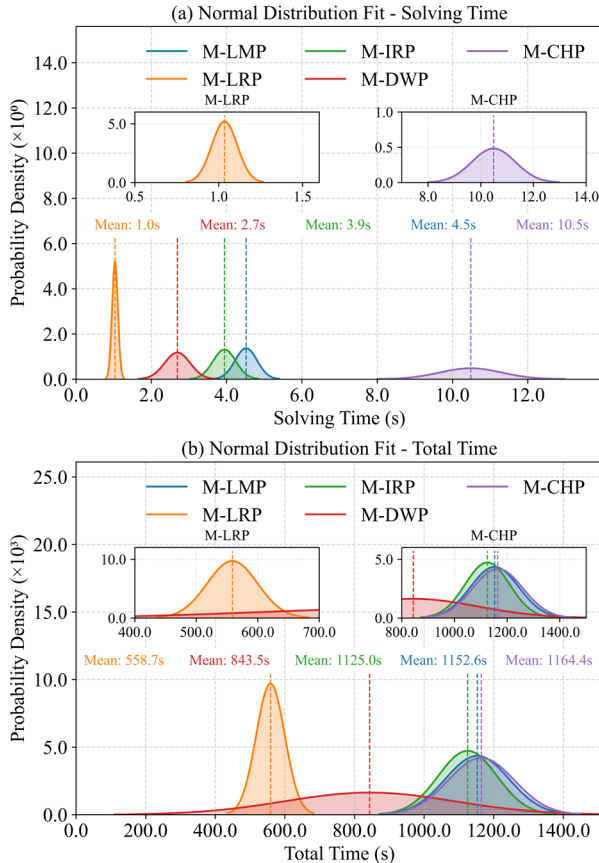 (a) Normal Distribution Fit - Solving Time
M-LMP M-IRP M-CHP
M-LRP M-DWP
M-LRP
M-CHP
5.0
0.0
0.5 1.0 1.5
1.0
0.5
0.0
8.0 10.0 12.0 14.0
Mean: 1.0s Mean: 2.7s Mean: 3.9s Mean: 4.5s Mean: 10.5s
Probability Density (×10⁰)
14.0
12.0
10.0
8.0
6.0
4.0
2.0
0.0
0.0 2.0 4.0 6.0 8.0 10.0 12.0
Solving Time (s)
(b) Normal Distribution Fit - Total Time
M-LMP M-IRP M-CHP
M-LRP M-DWP
M-LRP
M-CHP
10.0
0.0
400.0 500.0 600.0 700.0
5.0
0.0
800.0 1000.0 1200.0 1400.0
Mean: 558.7s Mean: 843.5s Mean: 1125.0s Mean: 1152.6s Mean: 1164.4s
Probability Density (×10³)
25.0
20.0
15.0
10.0
5.0
0.0
0.0 200.0 400.0 600.0 800.0 1000.0 1200.0 1400.0
Total Time (s)